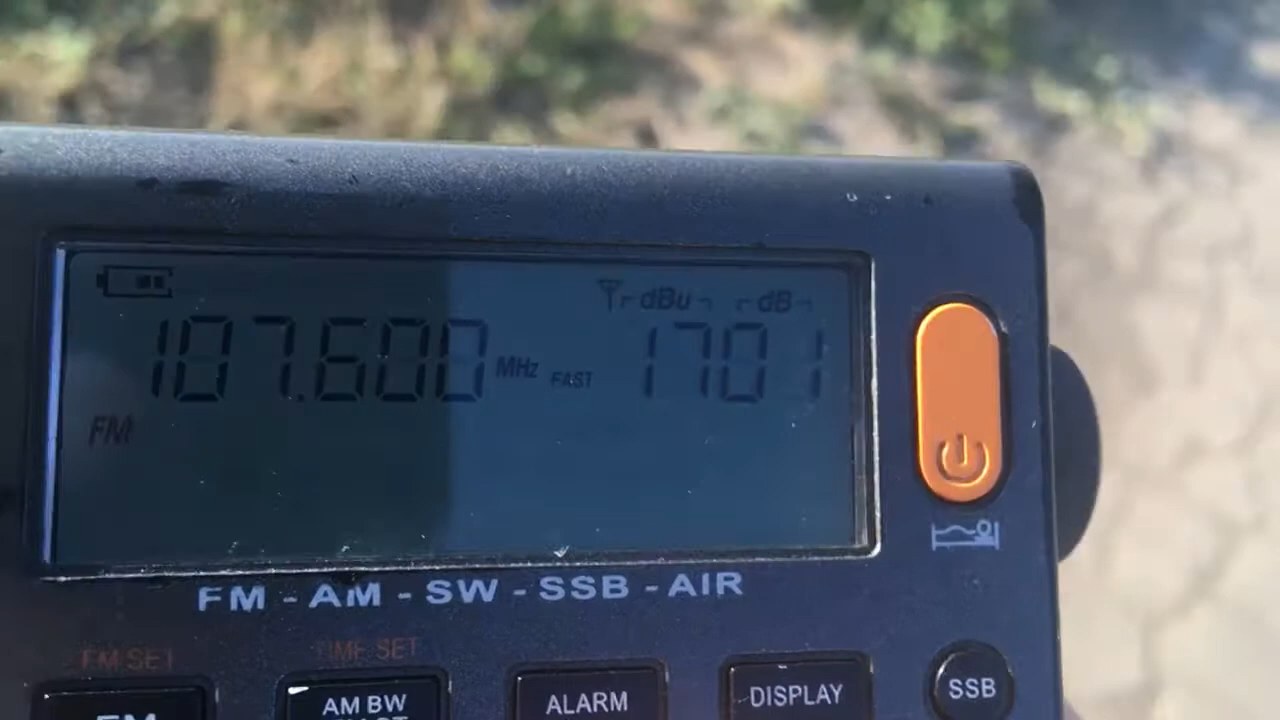 dBu dB
107.600 MHz FAST 17 01
FM
FM - AM - SW - SSB - AIR
FM SET TIME SET
FM AM BW ALARM DISPLAY SSB